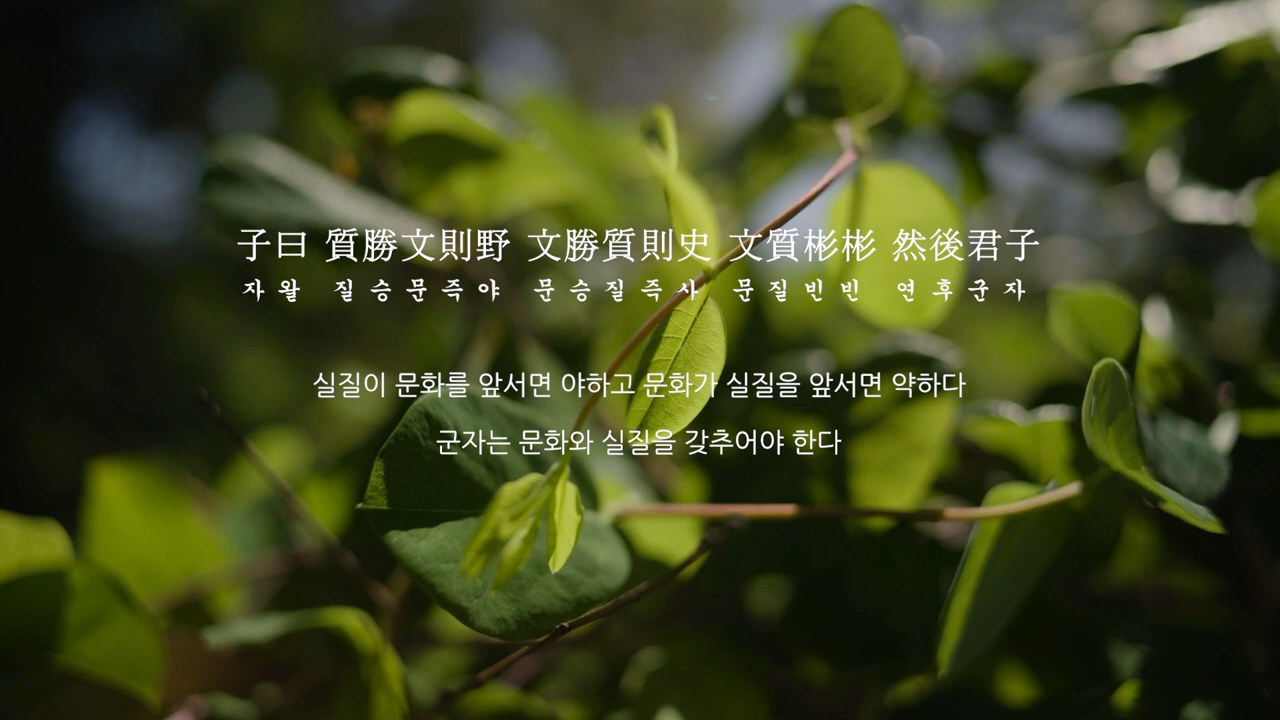 子曰 質勝文則野 文勝質則史 文質彬彬 然後君子
자왈 질승문즉야 문승질즉사 문질빈빈 연후군자
실질이 문화를 앞서면 야하고 문화가 실질을 앞서면 약하다
군자는 문화와 실질을 갖추어야 한다